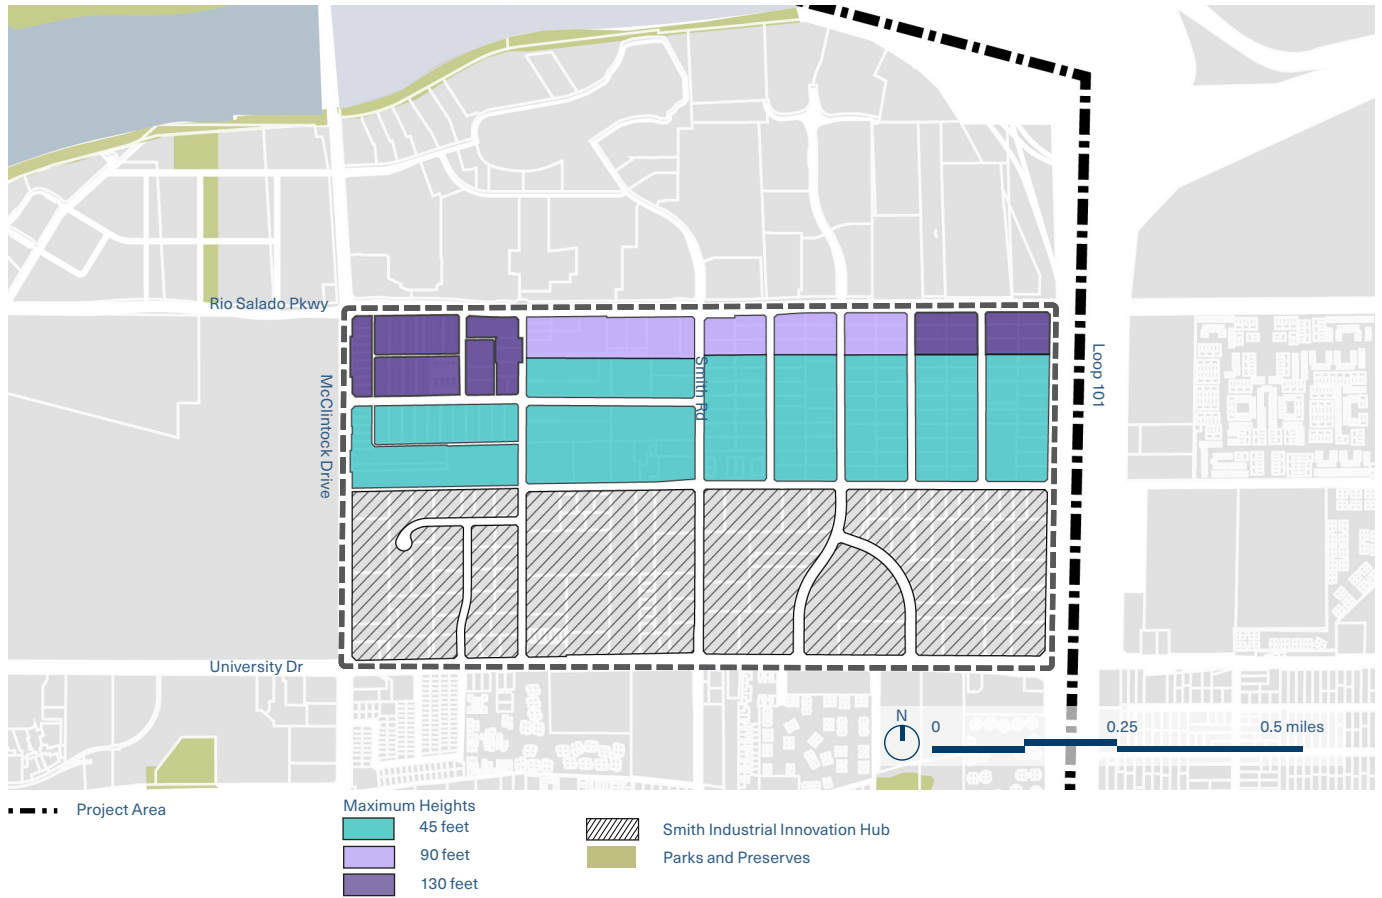 Rio Salado Pkwy
McClintock Drive
Smith Rd
Loop 101
University Dr
N
0 0.25 0.5 miles
Project Area
Maximum Heights
45 feet
90 feet
130 feet
Smith Industrial Innovation Hub
Parks and Preserves